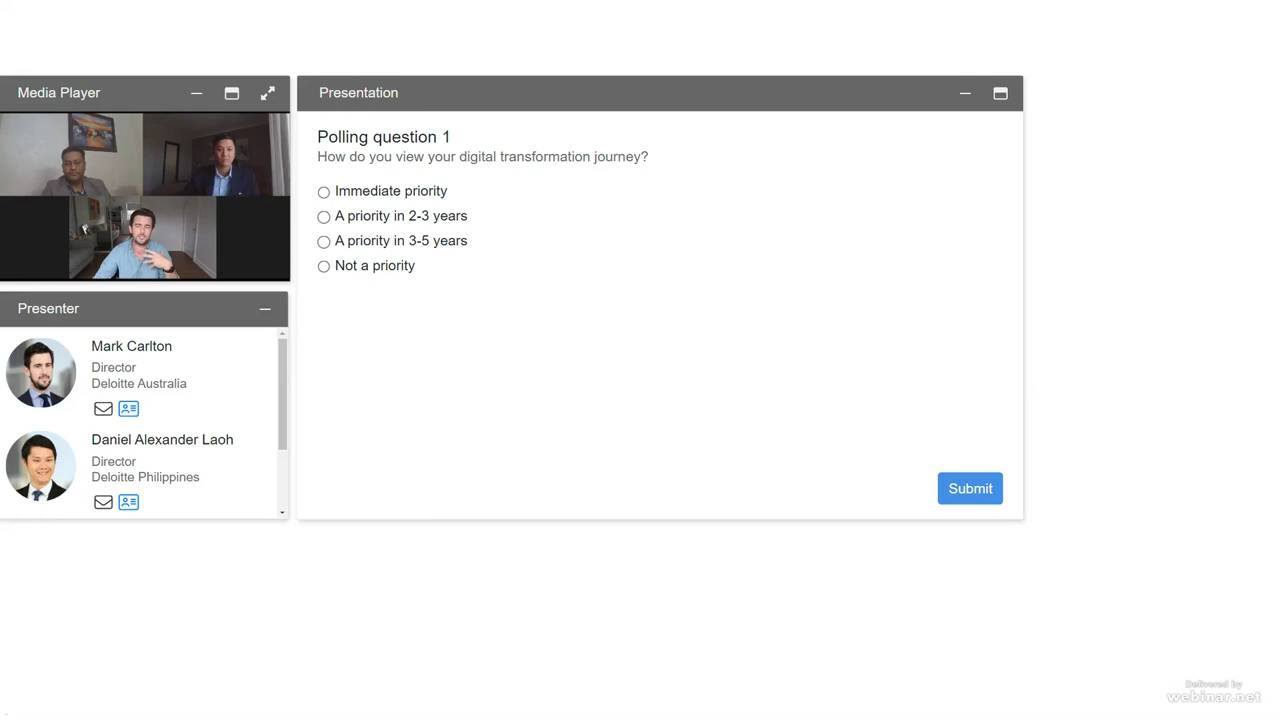 Media Player
Presentation
Polling question 1
How do you view your digital transformation journey?
Immediate priority
A priority in 2-3 years
A priority in 3-5 years
Not a priority
Submit
Presenter
Mark Carlton
Director
Deloitte Australia
Daniel Alexander Laoh
Director
Deloitte Philippines
Delivered by
webinar.net